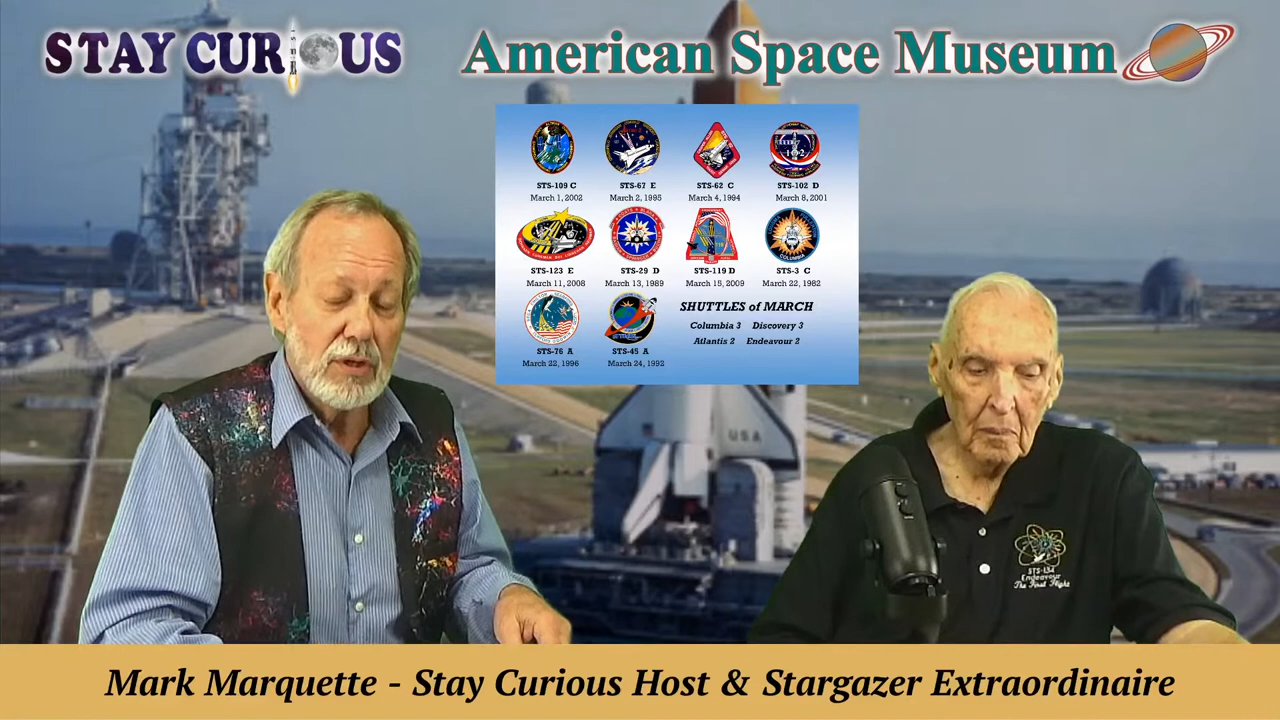 STAY CURIOUS
American Space Museum
STS-109 C
March 1, 2002
STS-67 E
March 2, 1995
STS-62 C
March 4, 1994
STS-102 D
March 8, 2001
STS-123 E
March 11, 2008
STS-29 D
March 13, 1989
STS-119 D
March 15, 2009
STS-3 C
March 22, 1982
STS-76 A
March 22, 1996
STS-45 A
March 24, 1992
SHUTTLES of MARCH
Columbia 3 Discovery 3
Atlantis 2 Endeavour 2
USA
STS-134
Endeavour
The Final Flight
Mark Marquette - Stay Curious Host & Stargazer Extraordinaire